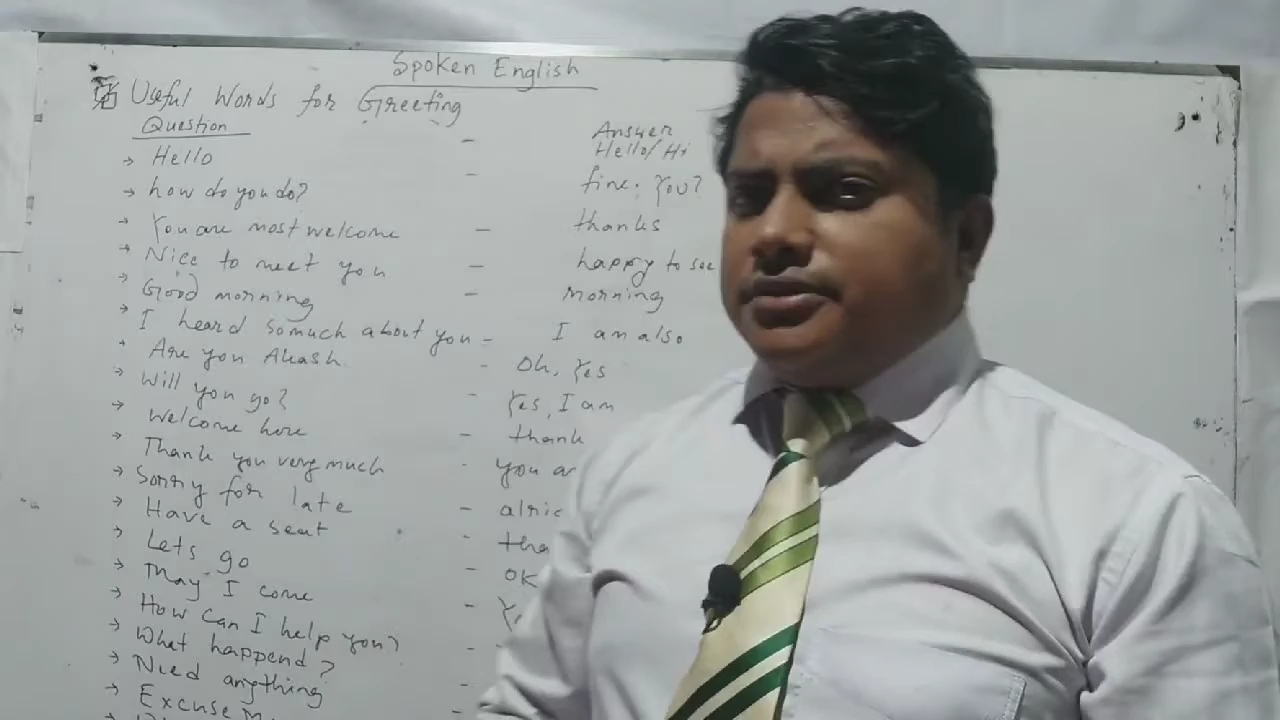 Spoken English
Useful Words for Greeting
Question - Answer
Hello - Hello/Hi
how do you do? fine. You?
You are most welcome - thanks
Nice to meet you - happy to see
Good morning - Morning
I heard so much about you - I am also
Are you Akash. - Oh, Yes
Will you go? - Yes, I am
Welcome here - thank
Thank you very much - you ar
Sorry for late - alric
Have a seat - tha
Lets go - OK
May I come - Ye
How can I help you?
What happend?
Need anything
Excuse M